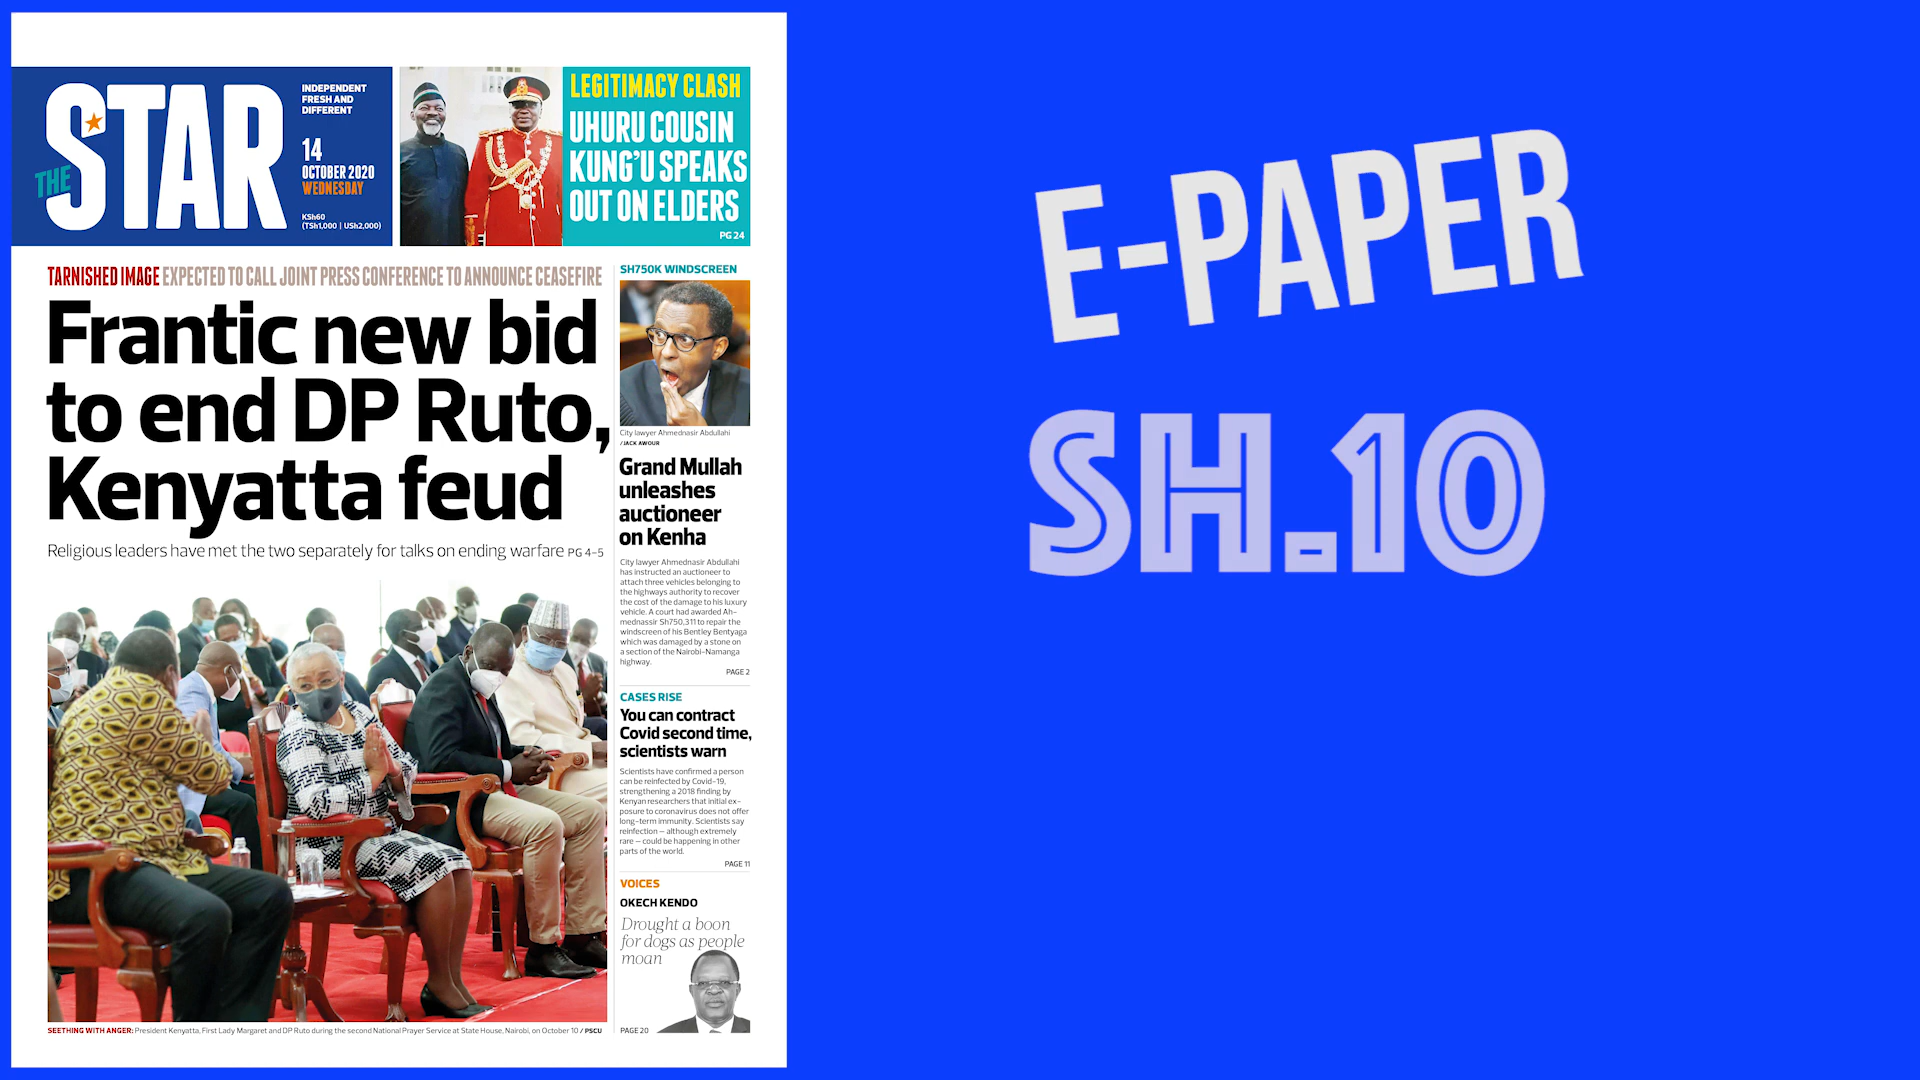 THE STAR
INDEPENDENT
FRESH AND
DIFFERENT
14
OCTOBER 2020
WEDNESDAY
KSh60
(TSh1,000 | USh2,000)
LEGITIMACY CLASH
UHURU COUSIN
KUNG'U SPEAKS
OUT ON ELDERS
PG 24
TARNISHED IMAGE EXPECTED TO CALL JOINT PRESS CONFERENCE TO ANNOUNCE CEASEFIRE
Frantic new bid
to end DP Ruto,
Kenyatta feud
Religious leaders have met the two separately for talks on ending warfare PG 4-5
SEETHING WITH ANGER: President Kenyatta, First Lady Margaret and DP Ruto during the second National Prayer Service at State House, Nairobi, on October 10 / PSCU
SH750K WINDSCREEN
City lawyer Ahmednasir Abdullahi
/JACK AWOUR
Grand Mullah
unleashes
auctioneer
on Kenha
City lawyer Ahmednasir Abdullahi
has instructed an auctioneer to
attach three vehicles belonging to
the highways authority to recover
the cost of the damage to his luxury
vehicle. A court had awarded Ah-
mednassir Sh750,311 to repair the
windscreen of his Bentley Bentyaga
which was damaged by a stone on
a section of the Nairobi-Namanga
highway.
PAGE 2
CASES RISE
You can contract
Covid second time,
scientists warn
Scientists have confirmed a person
can be reinfected by Covid-19,
strengthening a 2018 finding by
Kenyan researchers that initial ex-
posure to coronavirus does not offer
long-term immunity. Scientists say
reinfection — although extremely
rare — could be happening in other
parts of the world.
PAGE 11
VOICES
OKECH KENDO
Drought a boon
for dogs as people
moan
PAGE 20
E-PAPER
SH.10